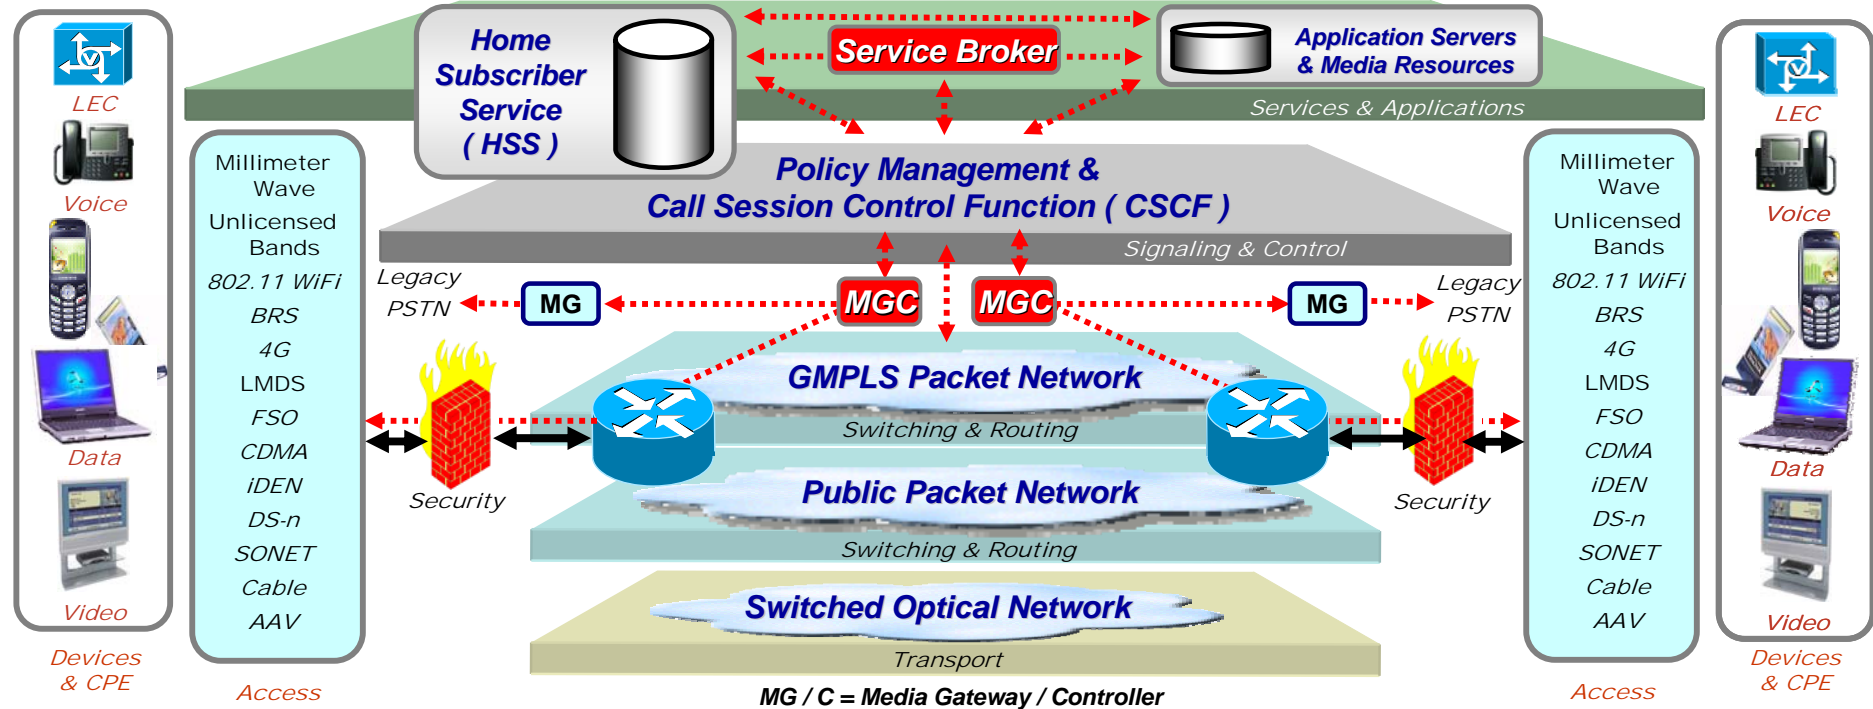 LEC
Voice
Data
Video
Devices
& CPE
Millimeter
Wave
Unlicensed
Bands
802.11 WiFi
BRS
4G
LMDS
FSO
CDMA
iDEN
DS-n
SONET
Cable
AAV
Access
Home
Subscriber
Service
( HSS )
Service Broker
Application Servers
& Media Resources
Services & Applications
Policy Management &
Call Session Control Function ( CSCF )
Signaling & Control
Legacy
PSTN
MG
MGC
MGC
MG
Legacy
PSTN
GMPLS Packet Network
Switching & Routing
Security
Security
Public Packet Network
Switching & Routing
Switched Optical Network
Transport
MG / C = Media Gateway / Controller
Millimeter
Wave
Unlicensed
Bands
802.11 WiFi
BRS
4G
LMDS
FSO
CDMA
iDEN
DS-n
SONET
Cable
AAV
Access
LEC
Voice
Data
Video
Devices
& CPE